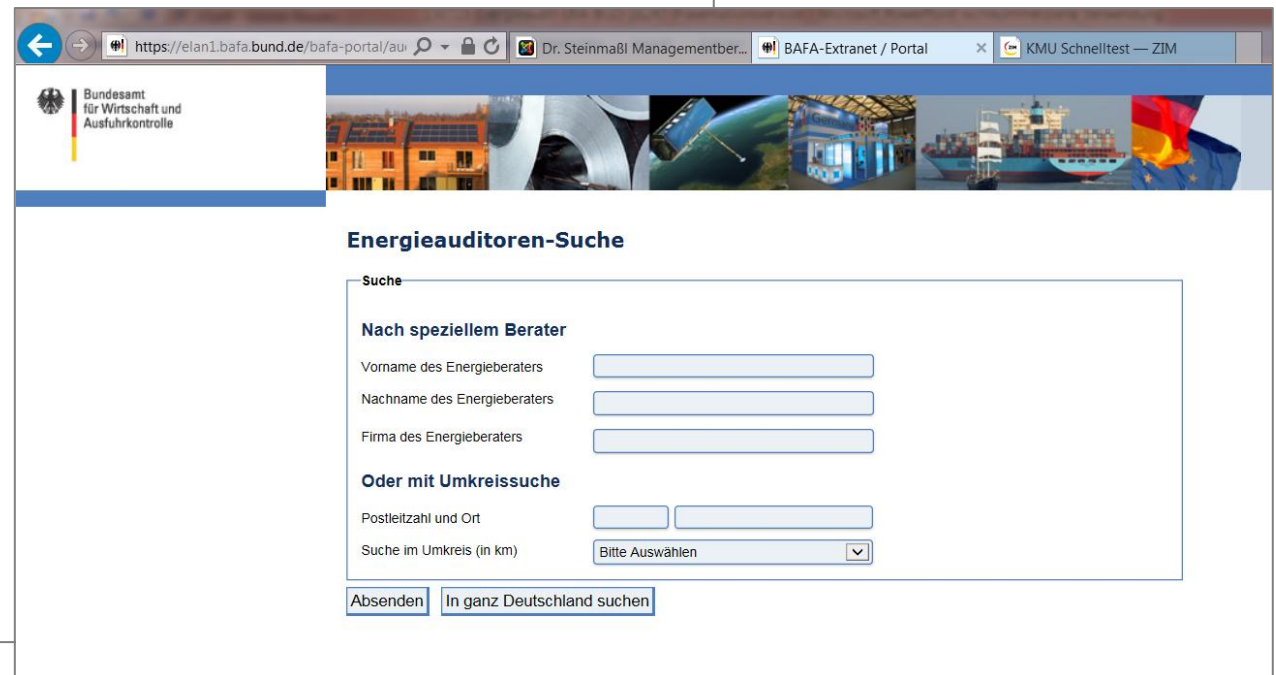 https://elan1.bafa.bund.de/bafa-portal/au
Dr. Steinmaßl Managementber...
BAFA-Extranet / Portal
KMU Schnelltest — ZIM
Bundesamt
für Wirtschaft und
Ausfuhrkontrolle
Energieauditoren-Suche
Suche
Nach speziellem Berater
Vorname des Energieberaters
Nachname des Energieberaters
Firma des Energieberaters
Oder mit Umkreissuche
Postleitzahl und Ort
Suche im Umkreis (in km)
Bitte Auswählen
Absenden
In ganz Deutschland suchen